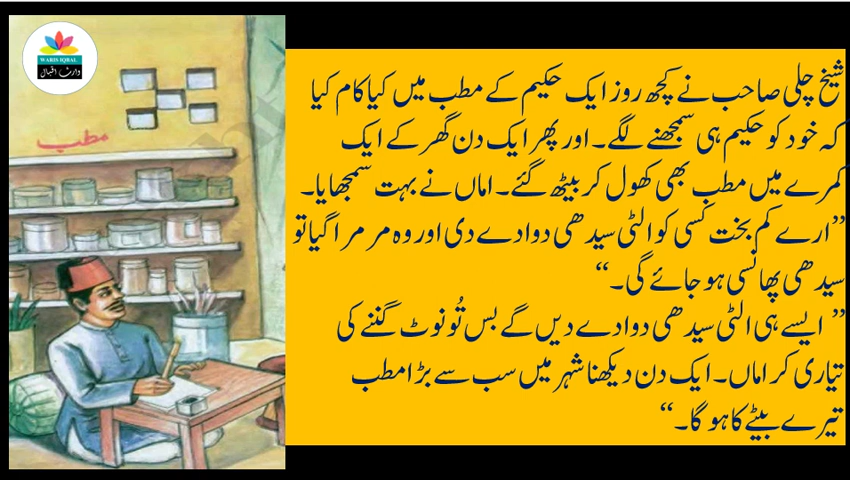 WARIS IQBAL
وارث اقبال
مطب
شیخ چلی صاحب نے کچھ روز ایک حکیم کے مطب میں کیا کام کیا
کہ خود کو حکیم ہی سمجھنے لگے۔ اور پھر ایک دن گھر کے ایک
کمرے میں مطب بھی کھول کر بیٹھ گئے۔ اماں نے بہت سمجھایا۔
”ارے کم بخت کسی کو الٹی سیدھی دوا دے دی اور وہ مر مرا گیا تو
سیدھی پھانسی ہو جائے گی۔“
” ایسے ہی الٹی سیدھی دوا دے دیں گے بس تُو نوٹ گننے کی
تیاری کر اماں۔ ایک دن دیکھنا شہر میں سب سے بڑا مطب
تیرے بیٹے کا ہو گا۔“